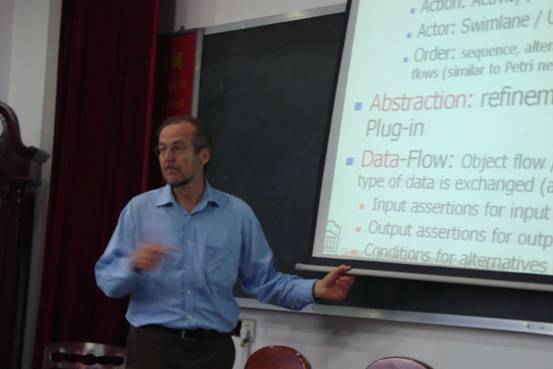 Action: Activity /
Actor: Swimlane / U
Order: sequence, alter
flows (similar to Petri ne
Abstraction: refinem
Plug-in
Data-Flow: Object flow /
type of data is exchanged (a
Input assertions for input
Output assertions for outp
Conditions for alternatives